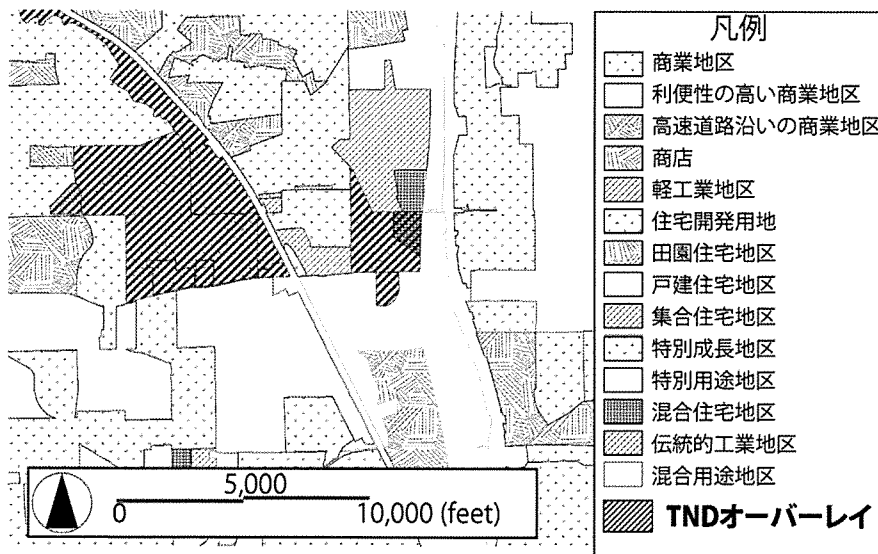 凡例
商業地区
利便性の高い商業地区
高速道路沿いの商業地区
商店
軽工業地区
住宅開発用地
田園住宅地区
戸建住宅地区
集合住宅地区
特別成長地区
特別用途地区
混合住宅地区
伝統的工業地区
混合用途地区
TNDオーバーレイ
5,000
0 10,000 (feet)